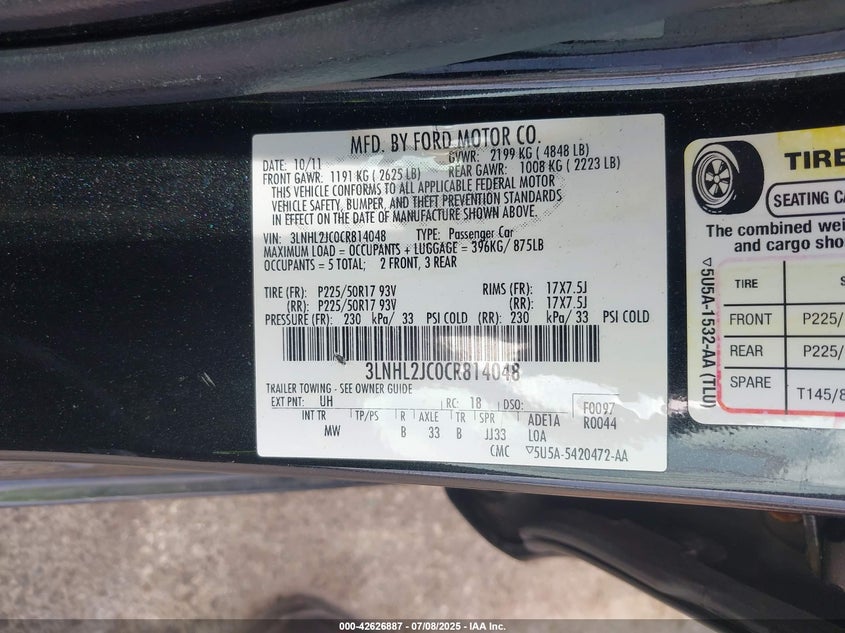 MFD. BY FORD MOTOR CO.
DATE: 10/11 GVWR: 2199 KG ( 4848 LB)
FRONT GAWR: 1191 KG ( 2625 LB) REAR GAWR: 1008 KG ( 2223 LB)
THIS VEHICLE CONFORMS TO ALL APPLICABLE FEDERAL MOTOR
VEHICLE SAFETY, BUMPER, AND THEFT PREVENTION STANDARDS
IN EFFECT ON THE DATE OF MANUFACTURE SHOWN ABOVE.
VIN: 3LNHL2JC0CR814048 TYPE: Passenger Car
MAXIMUM LOAD = OCCUPANTS + LUGGAGE = 396KG/ 875LB
OCCUPANTS = 5 TOTAL; 2 FRONT, 3 REAR
TIRE (FR): P225/50R17 93V RIMS (FR): 17X7.5J
(RR): P225/50R17 93V (RR): 17X7.5J
PRESSURE (FR): 230 kPa/ 33 PSI COLD (RR): 230 kPa/ 33 PSI COLD
3LNHL2JC0CR814048
TRAILER TOWING - SEE OWNER GUIDE
EXT PNT: UH RC: 18 DSO: F0097
R0044
INT TR TP/PS R AXLE TR SPR ADE1A
MW B 33 B JJ33 LOA
CMC ▽5U5A-5420472-AA
TIRE
SEATING CA
The combined wei
and cargo sho
TIRE S
FRONT P225/
REAR P225/
SPARE T145/8
▽5U5A-1532-AA (TLU)
000-42626887 - 07/08/2025 - IAA Inc.